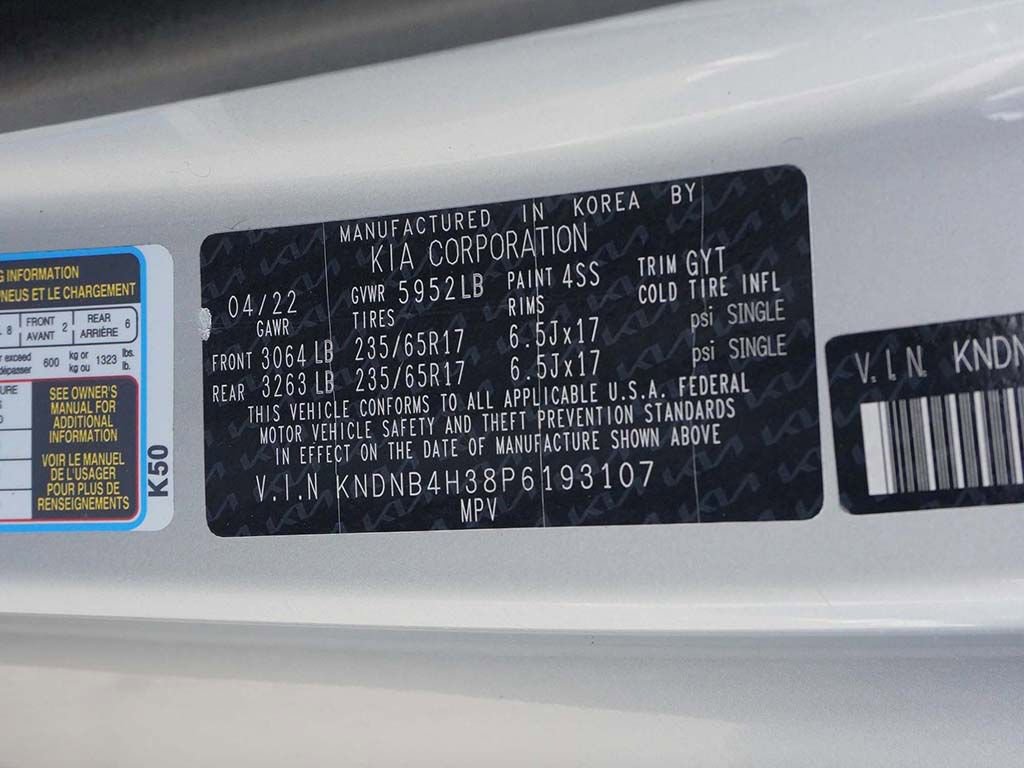 G INFORMATION
PNEUS ET LE CHARGEMENT
L 8 FRONT AVANT 2 REAR ARRIÈRE 6
r exceed dépasser 600 kg or kg ou 1323 lbs. lb.
URE
SEE OWNER'S
MANUAL FOR
ADDITIONAL
INFORMATION
VOIR LE MANUEL
DE L'USAGER
POUR PLUS DE
RENSEIGNEMENTS
K50
MANUFACTURED IN KOREA BY
KIA CORPORATION
04/22 GVWR 5952LB PAINT 4SS TRIM GYT
GAWR TIRES RIMS COLD TIRE INFL
FRONT 3064 LB 235/65R17 6.5Jx17 psi SINGLE
REAR 3263 LB 235/65R17 6.5Jx17 psi SINGLE
THIS VEHICLE CONFORMS TO ALL APPLICABLE U.S.A. FEDERAL
MOTOR VEHICLE SAFETY AND THEFT PREVENTION STANDARDS
IN EFFECT ON THE DATE OF MANUFACTURE SHOWN ABOVE
V.I.N KNDNB4H38P6193107
MPV
V.I.N. KNDN